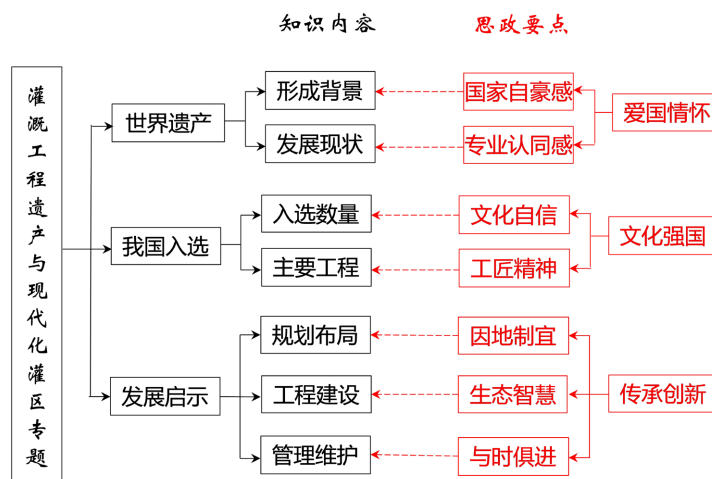 知识内容
思政要点
灌溉工程遗产与现代化灌区专题
世界遗产
形成背景
国家自豪感
爱国情怀
发展现状
专业认同感
我国入选
入选数量
文化自信
文化强国
主要工程
工匠精神
发展启示
规划布局
因地制宜
工程建设
生态智慧
传承创新
管理维护
与时俱进